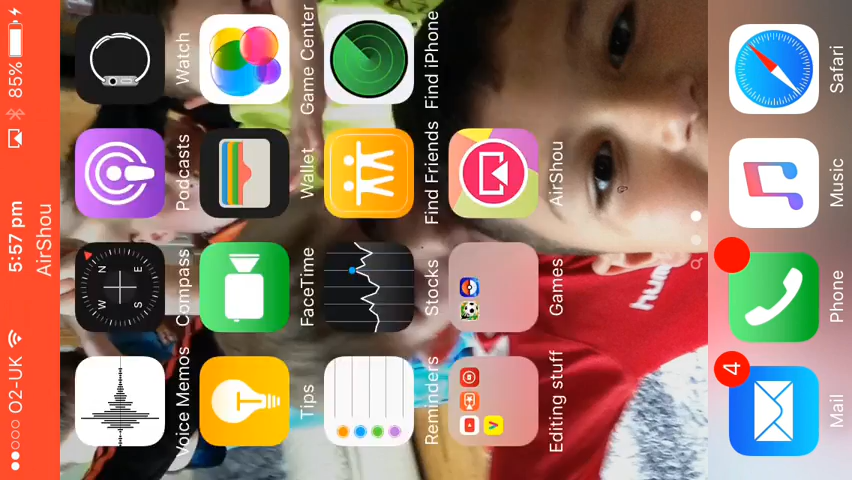 O2-UK 5:57 pm 85%
AirShou
Voice Memos Compass Podcasts Watch
N
E
S
W
Tips FaceTime Wallet Game Center
Reminders Stocks Find Friends Find iPhone
Editing stuff Games AirShou
hum
4
Mail Phone Music Safari